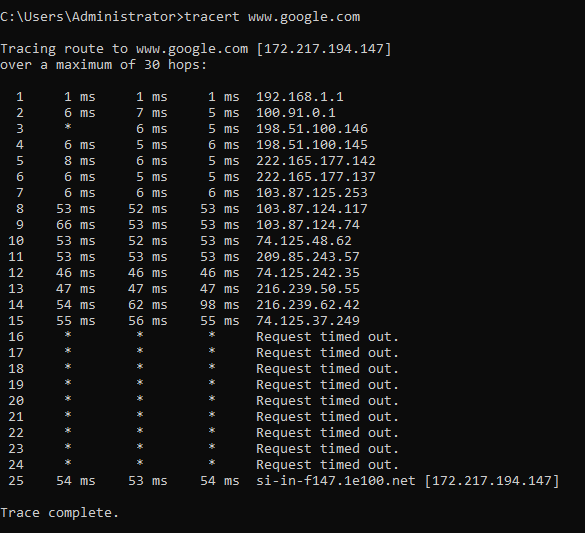 C:\Users\Administrator>tracert www.google.com
Tracing route to www.google.com [172.217.194.147]
over a maximum of 30 hops:
1 1 ms 1 ms 1 ms 192.168.1.1
2 6 ms 7 ms 5 ms 100.91.0.1
3 * 6 ms 5 ms 198.51.100.146
4 6 ms 5 ms 6 ms 198.51.100.145
5 8 ms 6 ms 5 ms 222.165.177.142
6 6 ms 5 ms 5 ms 222.165.177.137
7 6 ms 6 ms 6 ms 103.87.125.253
8 53 ms 52 ms 53 ms 103.87.124.117
9 66 ms 53 ms 53 ms 103.87.124.74
10 53 ms 52 ms 53 ms 74.125.48.62
11 53 ms 53 ms 53 ms 209.85.243.57
12 46 ms 46 ms 46 ms 74.125.242.35
13 47 ms 47 ms 47 ms 216.239.50.55
14 54 ms 62 ms 98 ms 216.239.62.42
15 55 ms 56 ms 55 ms 74.125.37.249
16 * * * Request timed out.
17 * * * Request timed out.
18 * * * Request timed out.
19 * * * Request timed out.
20 * * * Request timed out.
21 * * * Request timed out.
22 * * * Request timed out.
23 * * * Request timed out.
24 * * * Request timed out.
25 54 ms 53 ms 54 ms si-in-f147.1e100.net [172.217.194.147]
Trace complete.